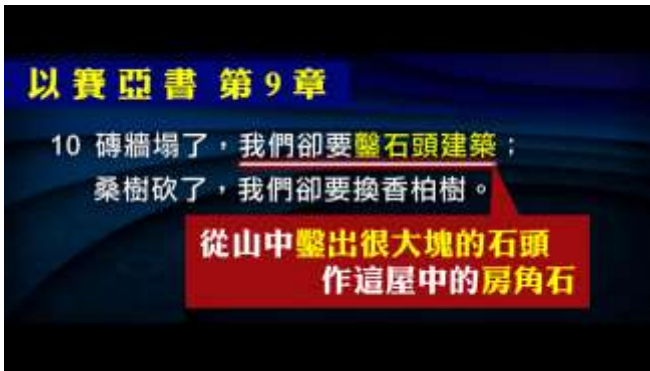 以賽亞書 第9章
10 磚牆塌了，我們卻要鑿石頭建築；
桑樹砍了，我們卻要換香柏樹。
從山中鑿出很大塊的石頭
作這屋中的房角石